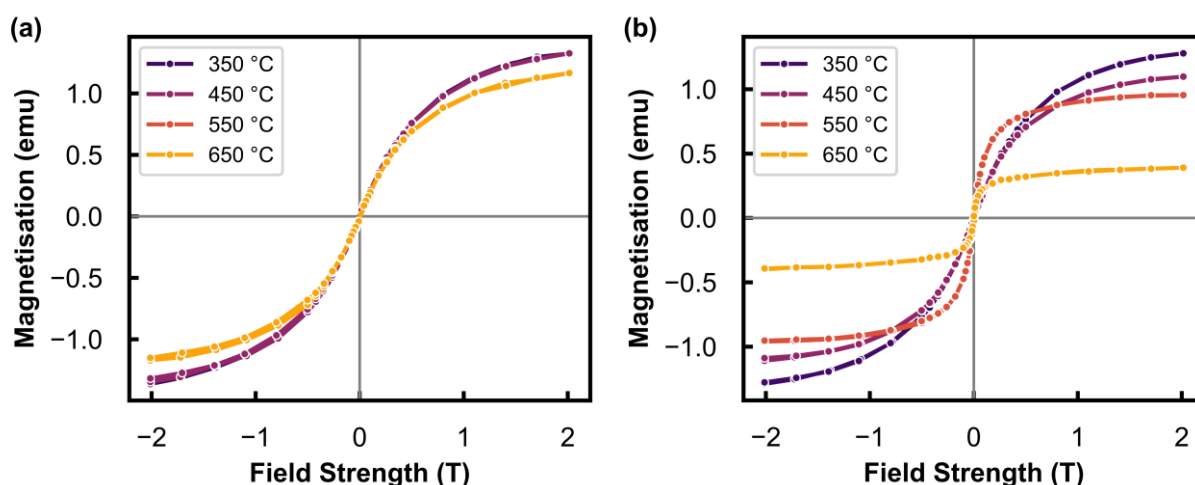 (a)
350 °C
450 °C
550 °C
650 °C
1.0
0.5
0.0
−0.5
−1.0
−2
−1
0
1
2
Magnetisation (emu)
Field Strength (T)
(b)
350 °C
450 °C
550 °C
650 °C
1.0
0.5
0.0
−0.5
−1.0
−2
−1
0
1
2
Magnetisation (emu)
Field Strength (T)